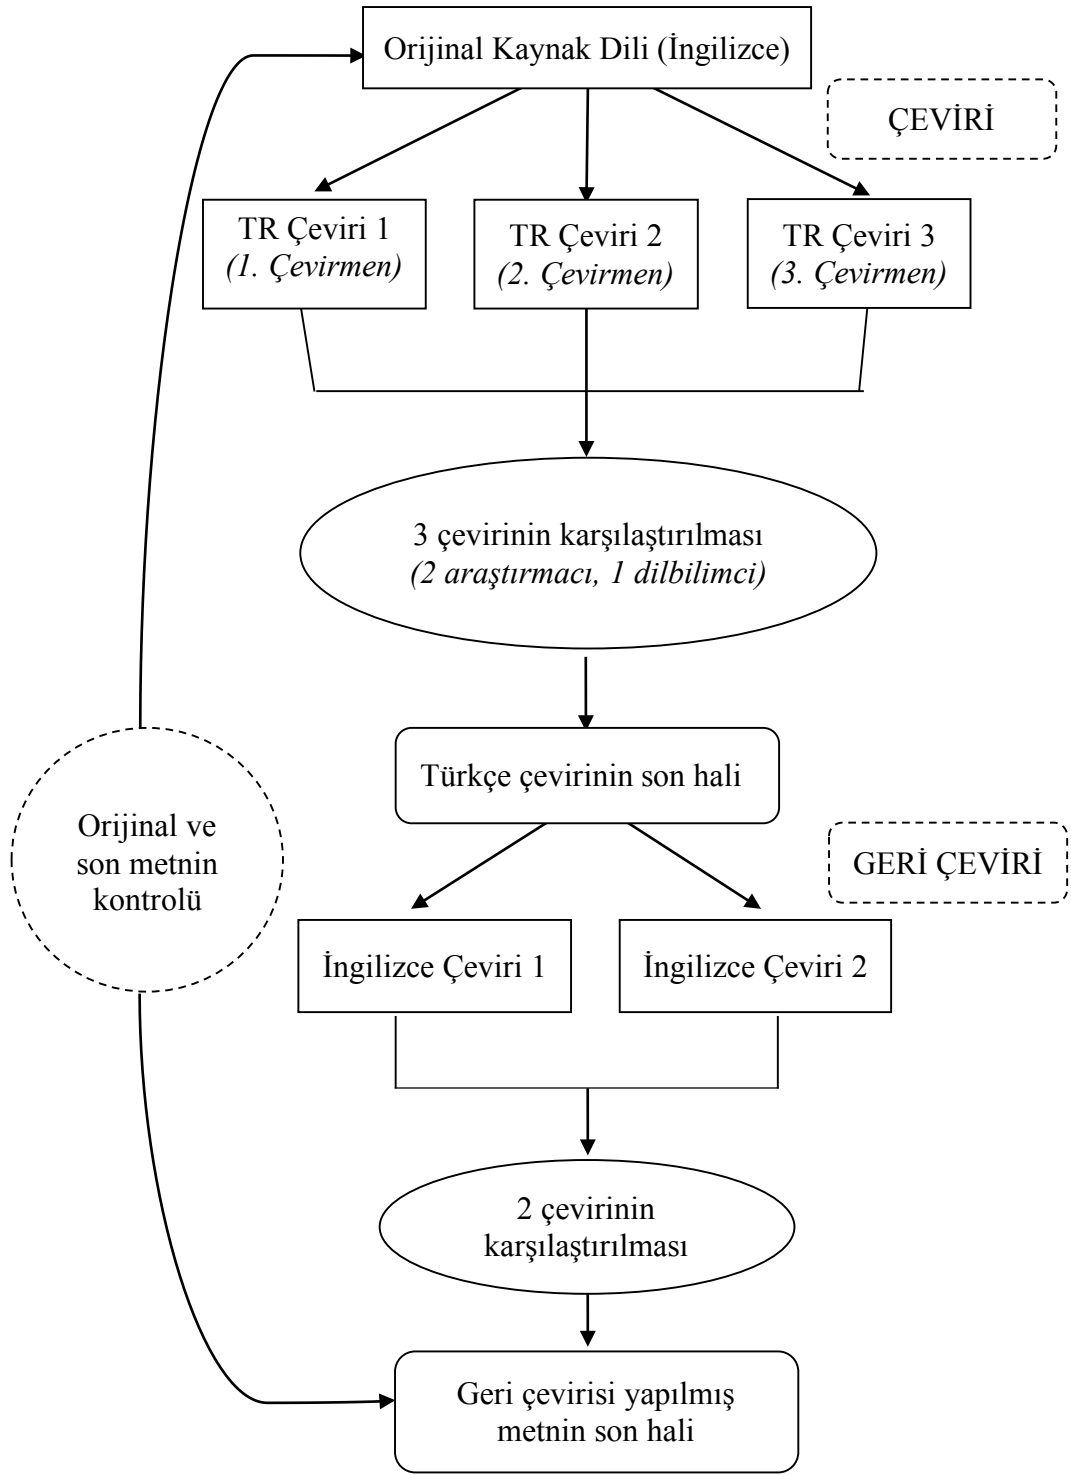 Orijinal Kaynak Dili (İngilizce)
ÇEVİRİ
TR Çeviri 1
(1. Çevirmen)
TR Çeviri 2
(2. Çevirmen)
TR Çeviri 3
(3. Çevirmen)
3 çevirinin karşılaştırılması
(2 araştırmacı, 1 dilbilimci)
Türkçe çevirinin son hali
Orijinal ve
son metnin
kontrolü
GERİ ÇEVİRİ
İngilizce Çeviri 1
İngilizce Çeviri 2
2 çevirinin
karşılaştırılması
Geri çevirisi yapılmış
metnin son hali